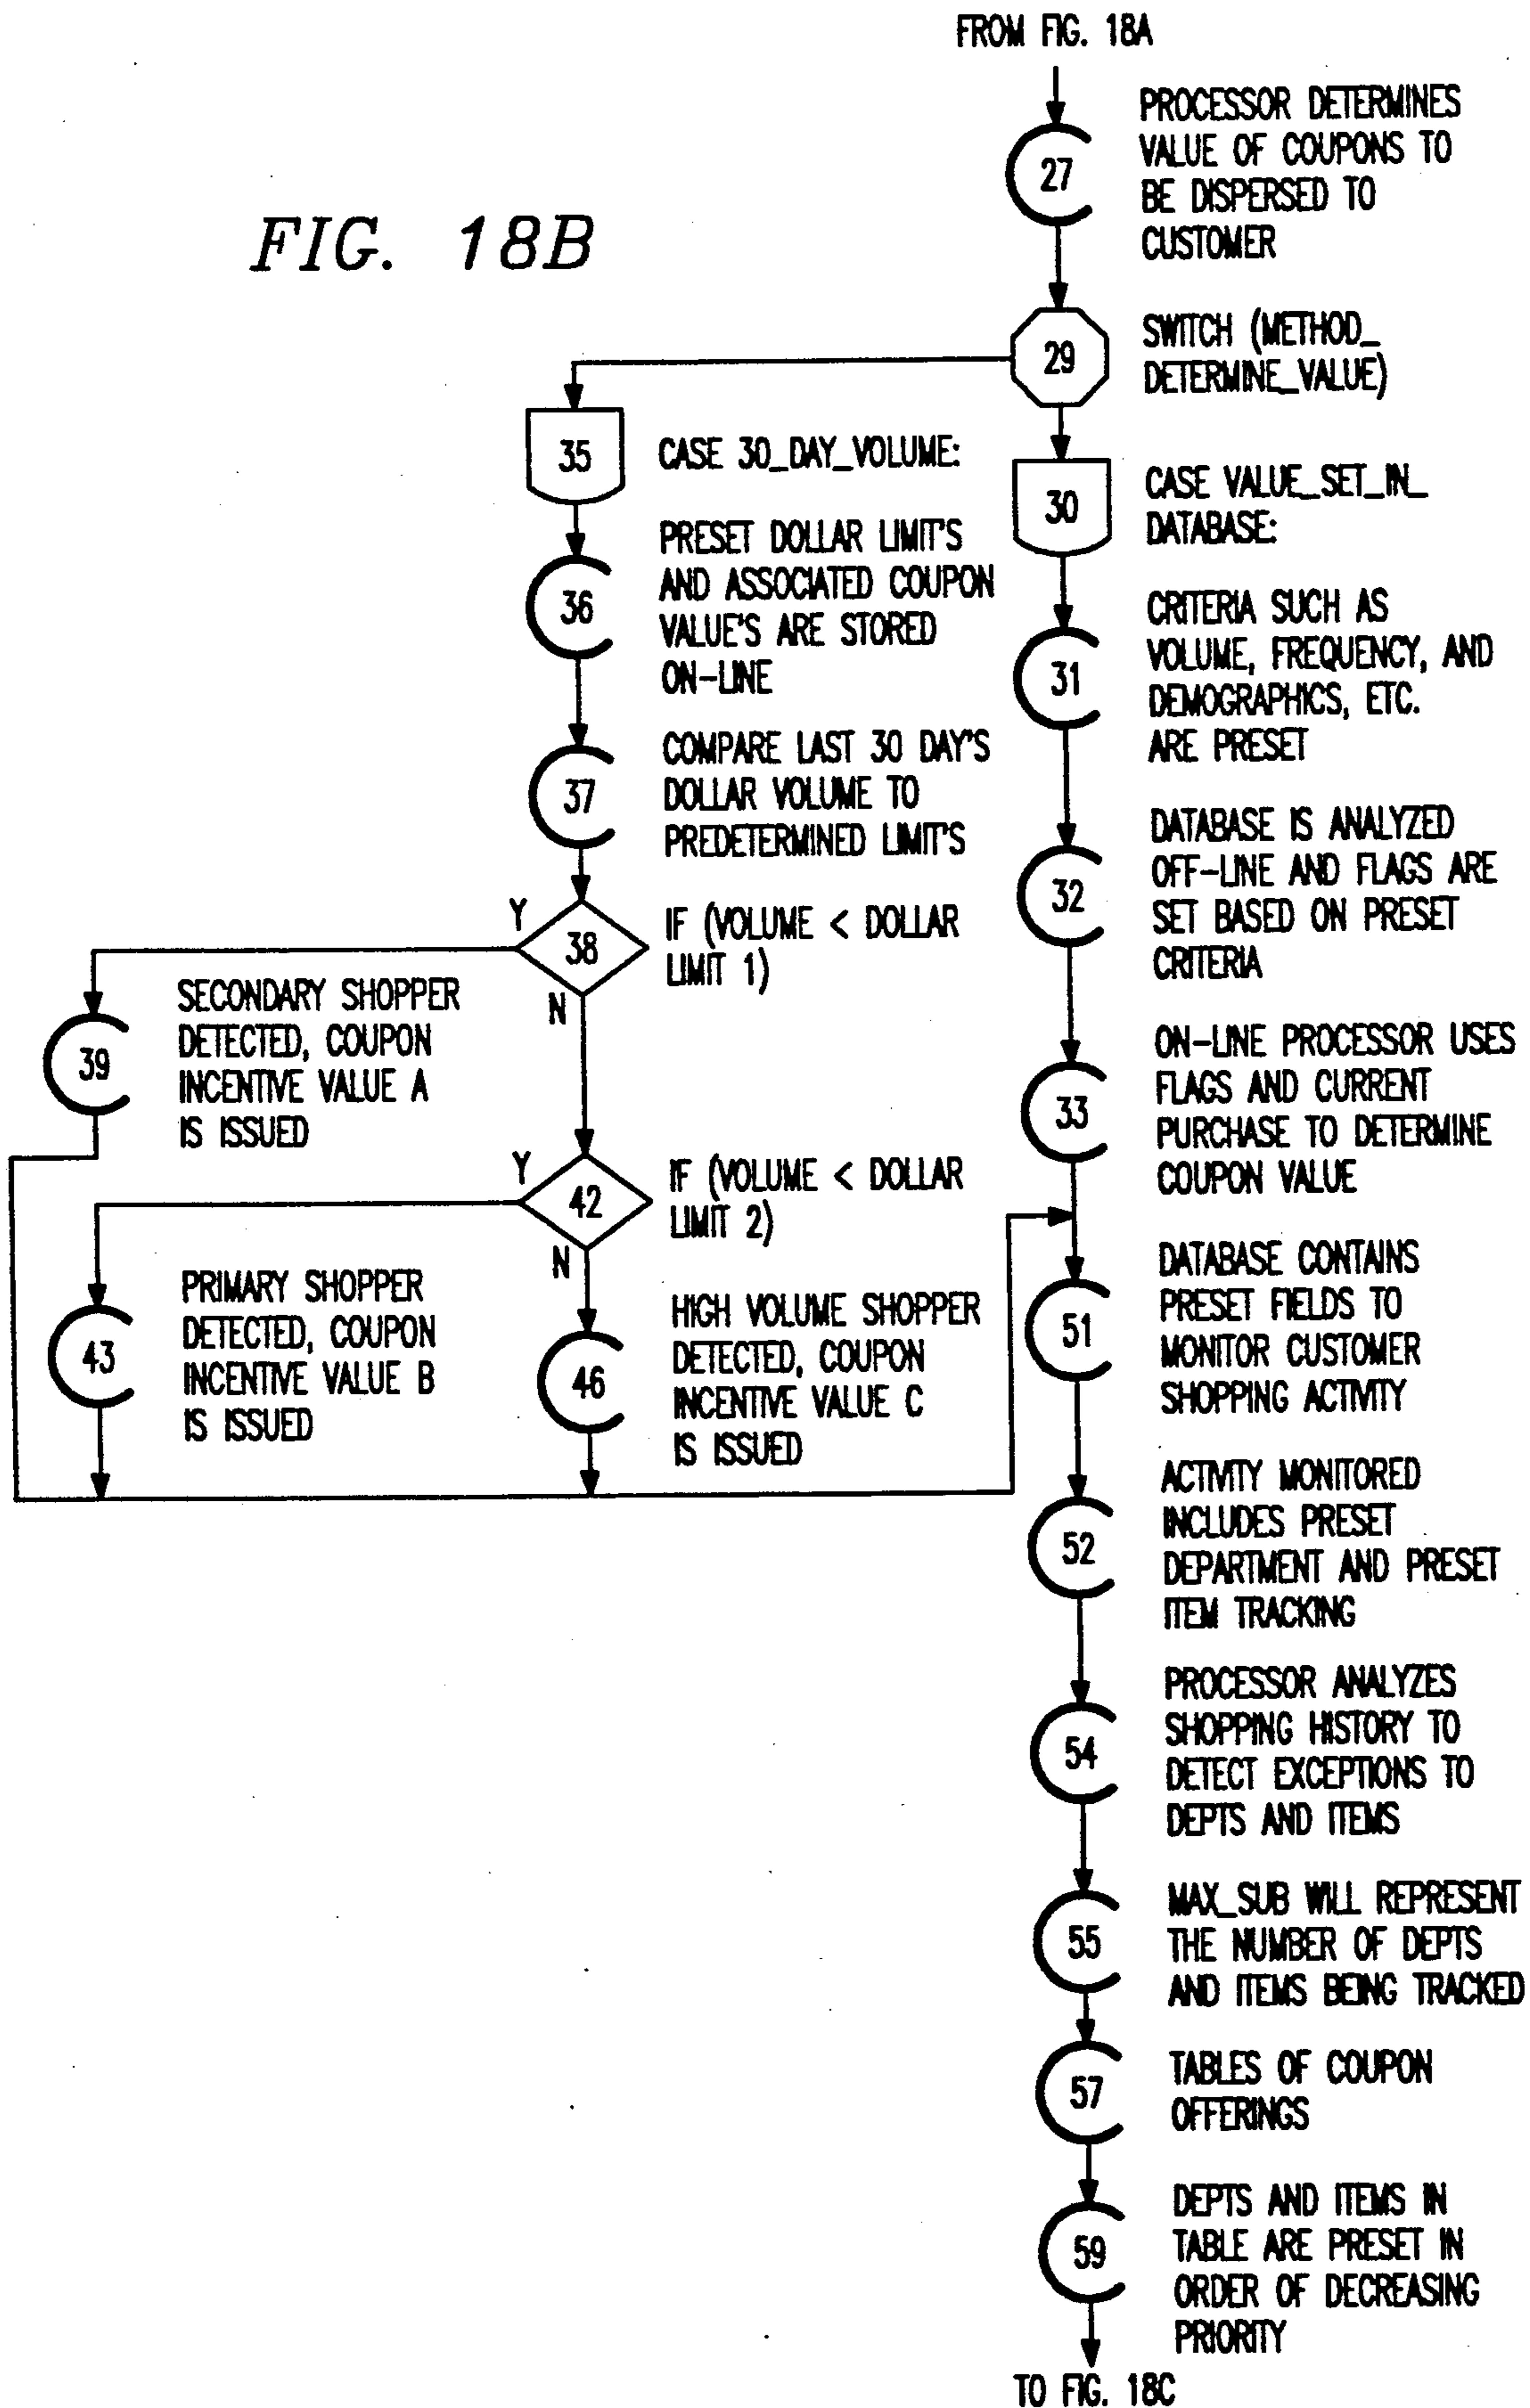 FROM FIG. 18A
FIG. 18B
27
PROCESSOR DETERMINES
VALUE OF COUPONS TO
BE DISPERSED TO
CUSTOMER
29
SWITCH (METHOD_
DETERMINE_VALUE)
35
CASE 30_DAY_VOLUME:
36
PRESET DOLLAR LIMIT'S
AND ASSOCIATED COUPON
VALUE'S ARE STORED
ON-LINE
37
COMPARE LAST 30 DAY'S
DOLLAR VOLUME TO
PREDETERMINED LIMIT'S
Y
38
N
IF (VOLUME < DOLLAR
LIMIT 1)
39
SECONDARY SHOPPER
DETECTED, COUPON
INCENTIVE VALUE A
IS ISSUED
Y
42
N
IF (VOLUME < DOLLAR
LIMIT 2)
43
PRIMARY SHOPPER
DETECTED, COUPON
INCENTIVE VALUE B
IS ISSUED
46
HIGH VOLUME SHOPPER
DETECTED, COUPON
INCENTIVE VALUE C
IS ISSUED
30
CASE VALUE_SET_IN_
DATABASE:
31
CRITERIA SUCH AS
VOLUME, FREQUENCY, AND
DEMOGRAPHICS, ETC.
ARE PRESET
32
DATABASE IS ANALYZED
OFF-LINE AND FLAGS ARE
SET BASED ON PRESET
CRITERIA
33
ON-LINE PROCESSOR USES
FLAGS AND CURRENT
PURCHASE TO DETERMINE
COUPON VALUE
51
DATABASE CONTAINS
PRESET FIELDS TO
MONITOR CUSTOMER
SHOPPING ACTIVITY
52
ACTIVITY MONITORED
INCLUDES PRESET
DEPARTMENT AND PRESET
ITEM TRACKING
54
PROCESSOR ANALYZES
SHOPPING HISTORY TO
DETECT EXCEPTIONS TO
DEPTS AND ITEMS
55
MAX_SUB WILL REPRESENT
THE NUMBER OF DEPTS
AND ITEMS BEING TRACKED
57
TABLES OF COUPON
OFFERINGS
59
DEPTS AND ITEMS IN
TABLE ARE PRESET IN
ORDER OF DECREASING
PRIORITY
TO FIG. 18C